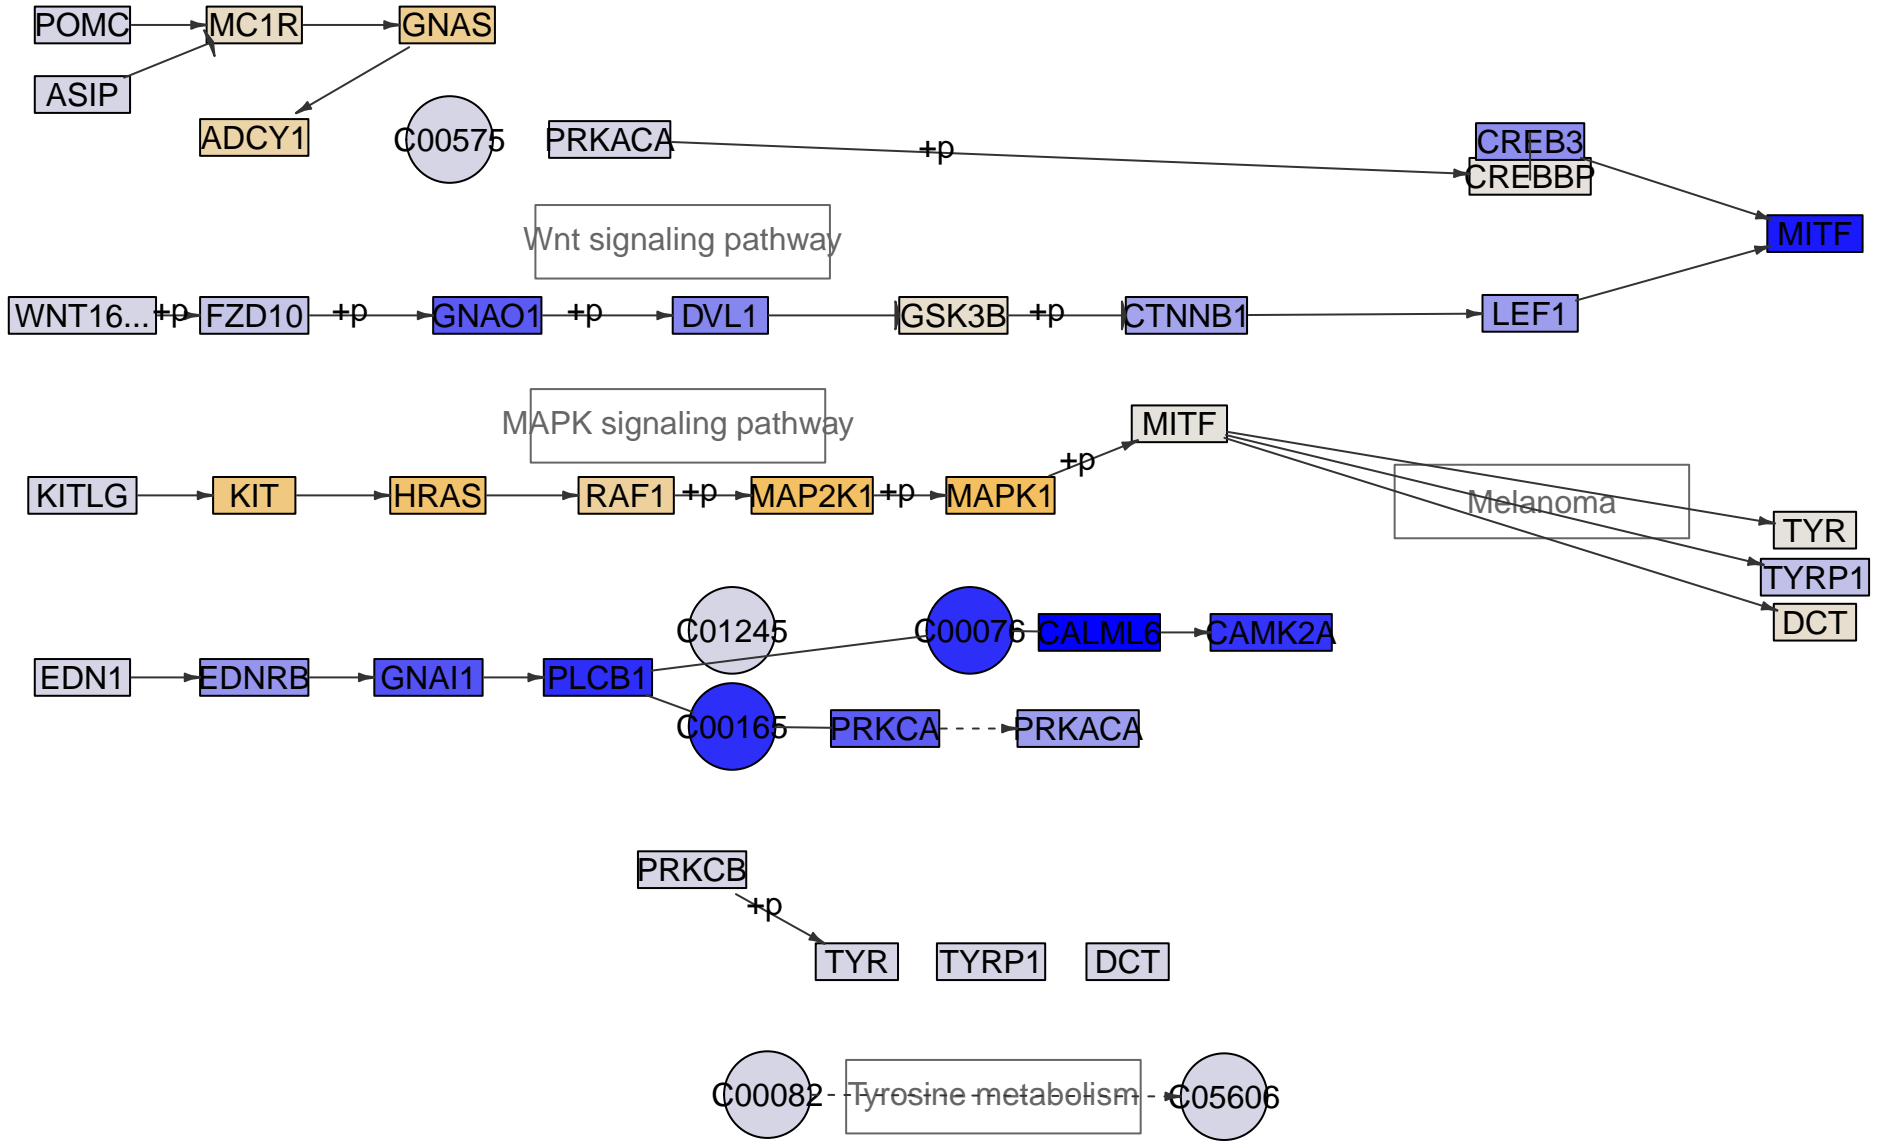 POMC
MC1R
GNAS
ASIP
ADCY1
C00575
PRKACA
+p
CREB3
CREBBP
Wnt signaling pathway
MITF
WNT16...
+p
FZD10
+p
GNAO1
+p
DVL1
GSK3B
+p
CTNNB1
LEF1
MAPK signaling pathway
MITF
+p
KITLG
KIT
HRAS
RAF1
+p
MAP2K1
+p
MAPK1
Melanoma
TYR
TYRP1
DCT
C01245
C00076
CALML6
CAMK2A
EDN1
EDNRB
GNAI1
PLCB1
C00165
PRKCA
PRKACA
PRKCB
+p
TYR
TYRP1
DCT
C00082
Tyrosine metabolism
C05606